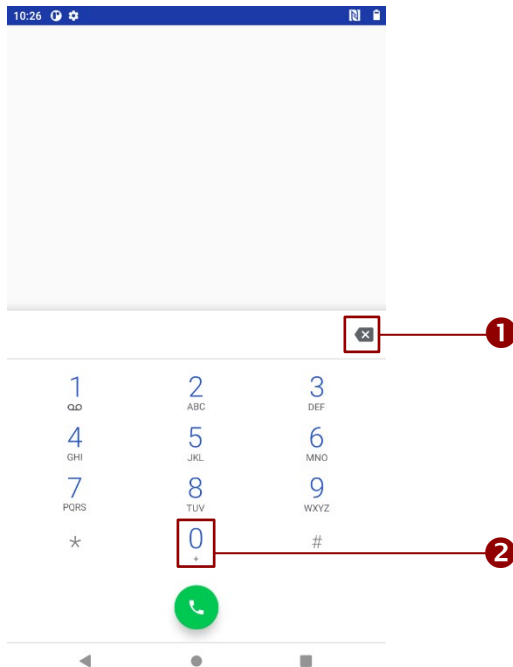 10:26
1
1 2 3
ABC DEF
4 5 6
GHI JKL MNO
7 8 9
PQRS TUV WXYZ
* 0 #
+
2